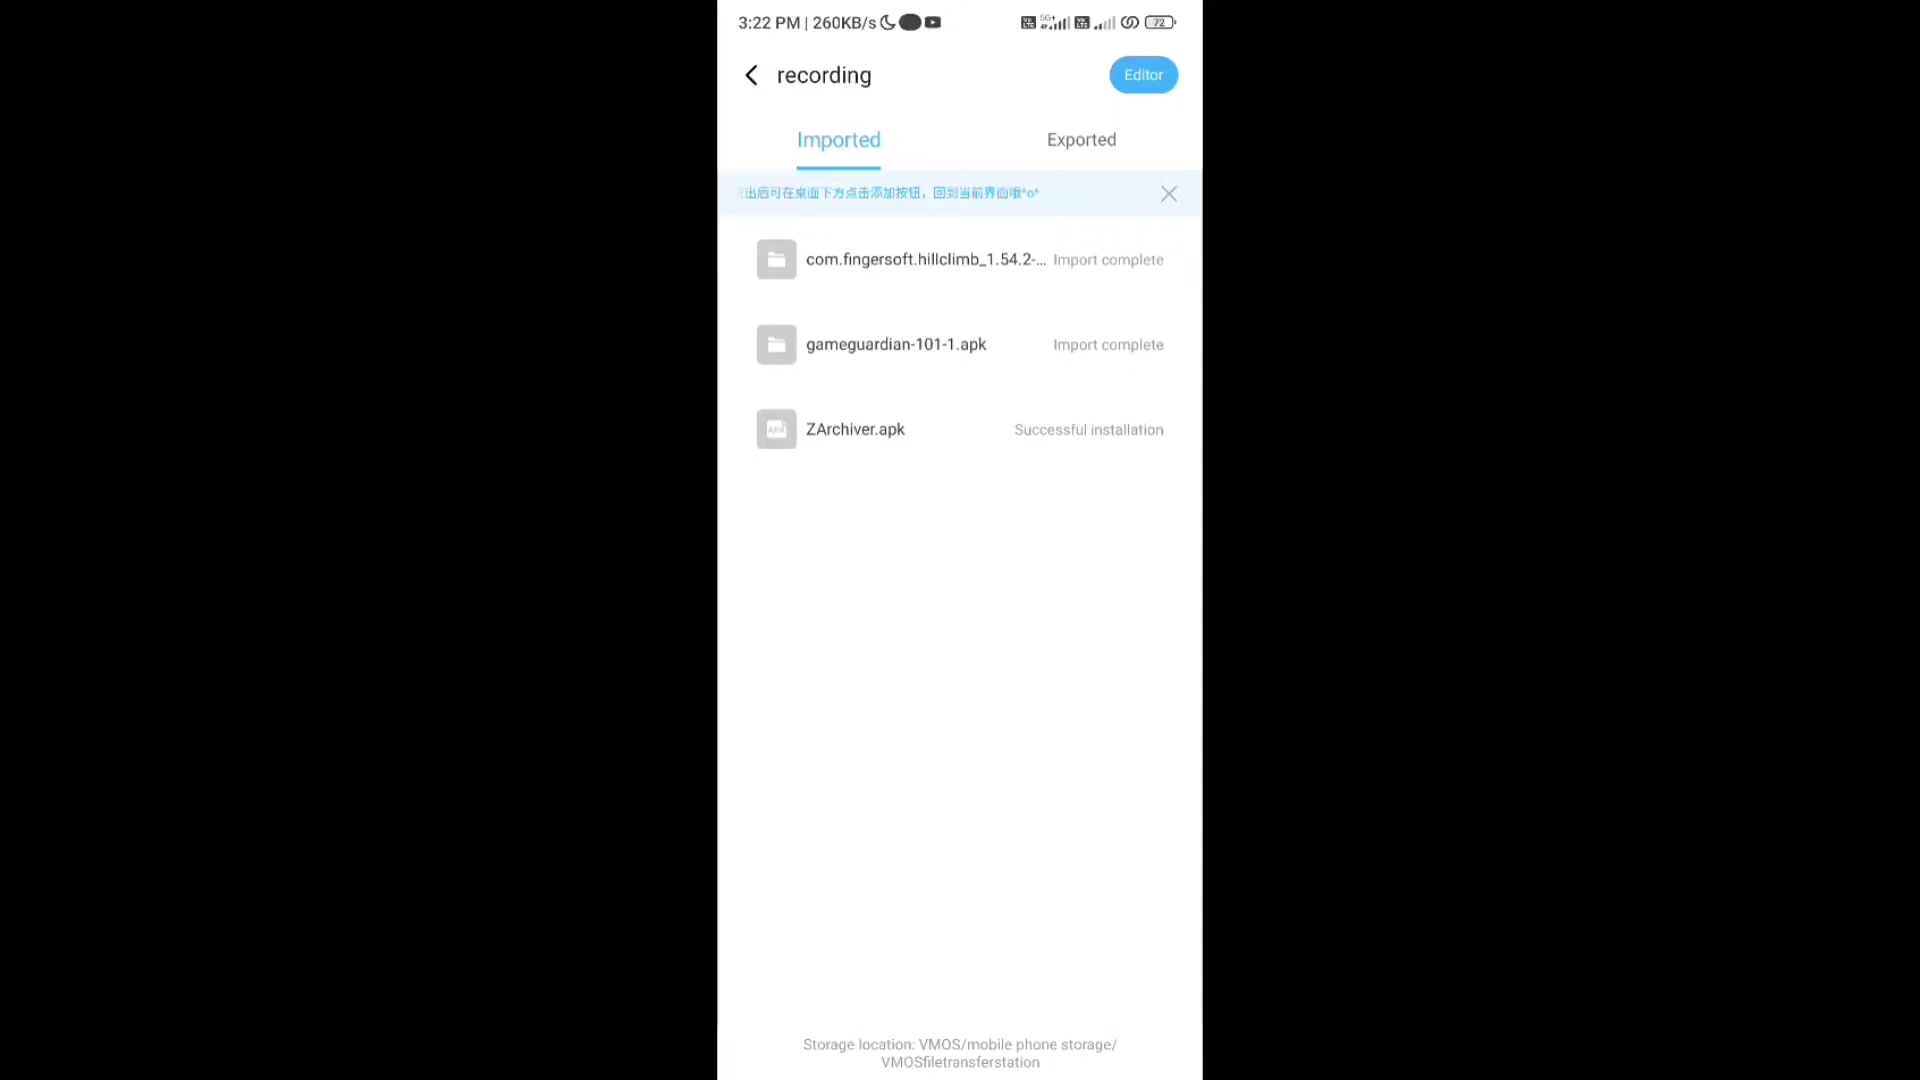 3:22 PM | 260KB/s
72
recording
Editor
Imported
Exported
出后可在桌面下方点击添加按钮，回到当前界面哦^o^
com.fingersoft.hillclimb_1.54.2-...
Import complete
gameguardian-101-1.apk
Import complete
APK
ZArchiver.apk
Successful installation
Storage location: VMOS/mobile phone storage/
VMOSfiletransferstation